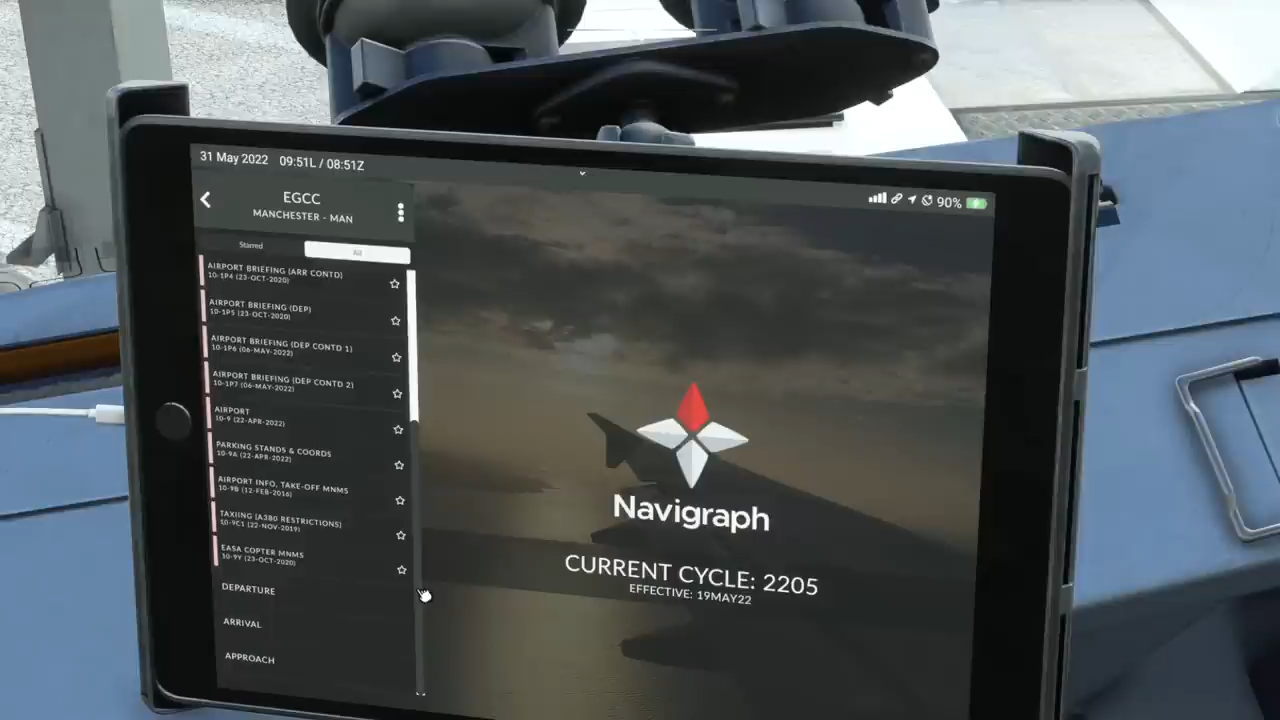 31 May 2022 09:51L / 08:51Z
90%
EGCC
MANCHESTER - MAN
Starred
All
AIRPORT BRIEFING (ARR CONTD)
10-1P4 (23-OCT-2020)
AIRPORT BRIEFING (DEP)
10-1P5 (23-OCT-2020)
AIRPORT BRIEFING (DEP CONTD 1)
10-1P6 (06-MAY-2022)
AIRPORT BRIEFING (DEP CONTD 2)
10-1P7 (06-MAY-2022)
AIRPORT
10-9 (22-APR-2022)
PARKING STANDS & COORDS
10-9A (22-APR-2022)
AIRPORT INFO, TAKE-OFF MNMS
10-9B (12-FEB-2016)
TAXIING (A380 RESTRICTIONS)
10-9C1 (22-NOV-2019)
EASA COPTER MNMS
10-9Y (23-OCT-2020)
DEPARTURE
ARRIVAL
APPROACH
Navigraph
CURRENT CYCLE: 2205
EFFECTIVE: 19MAY22